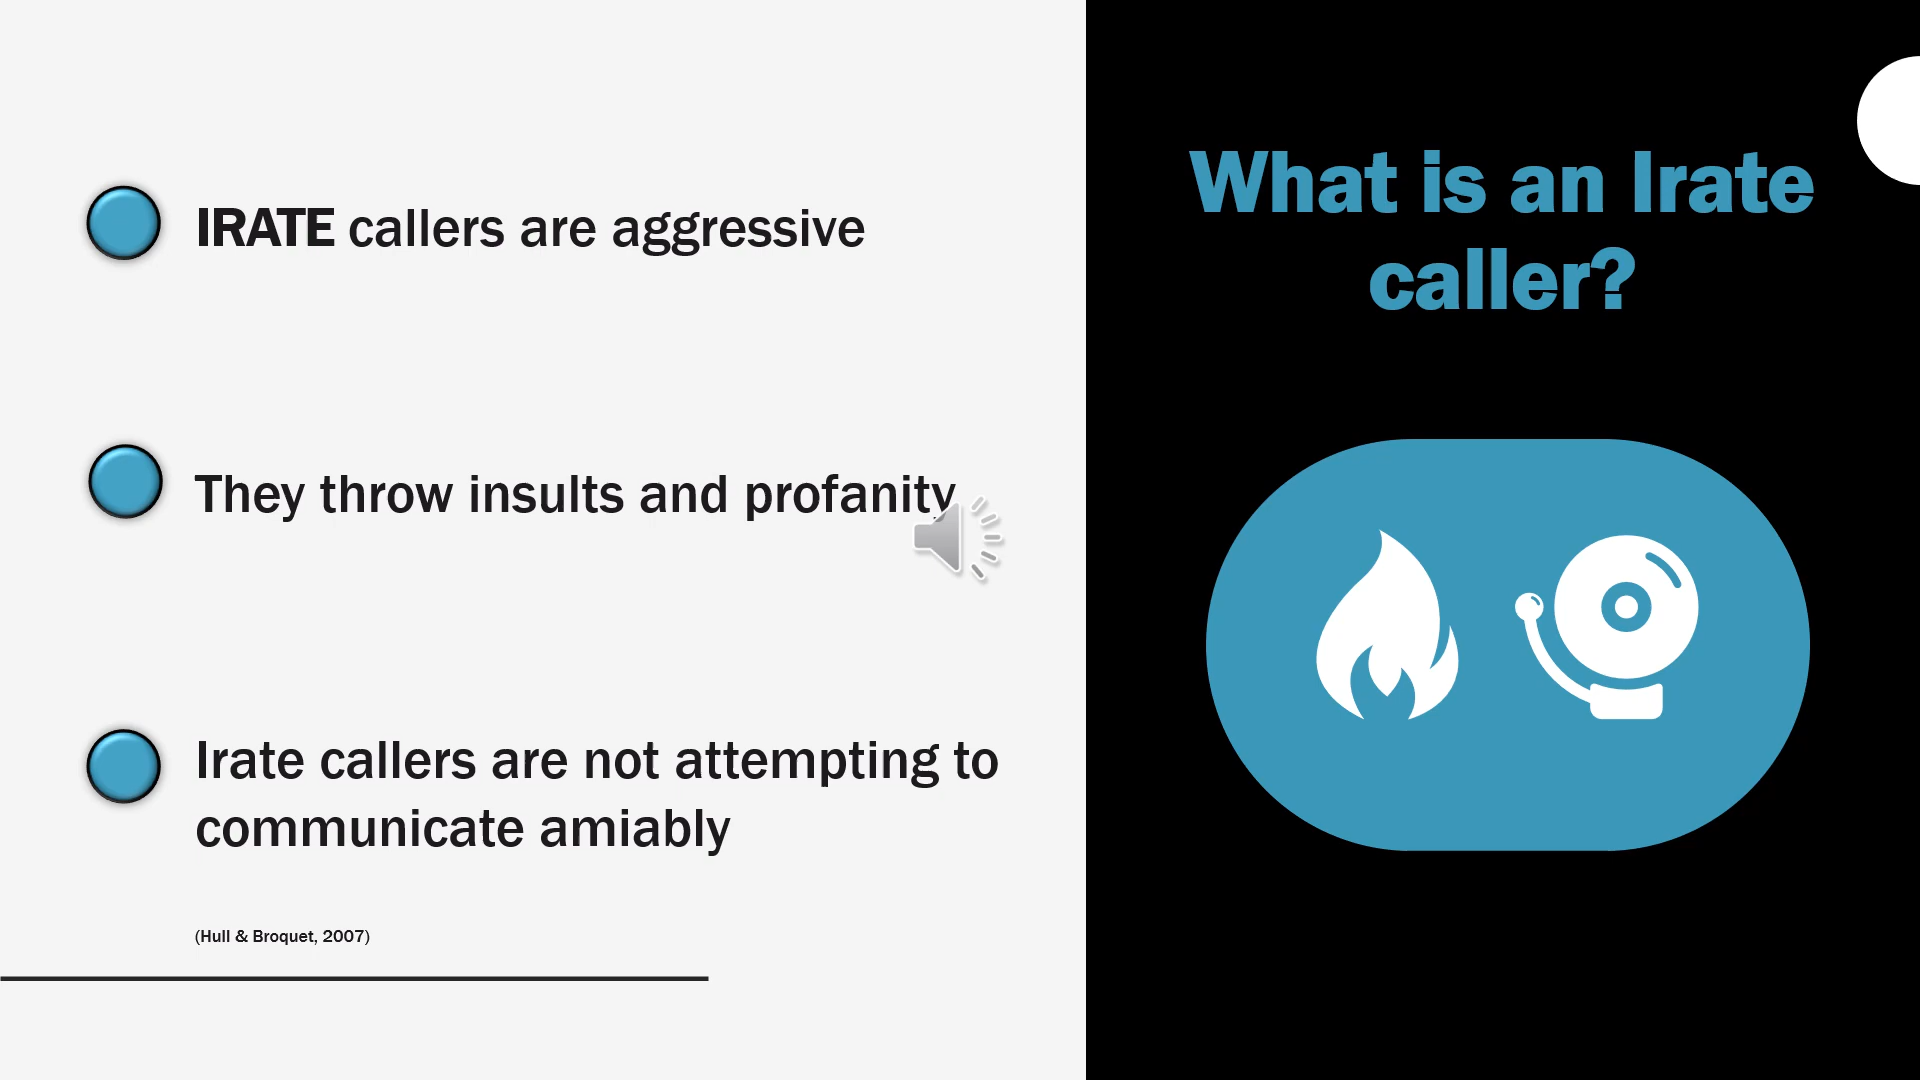 What is an Irate
caller?
IRATE callers are aggressive
They throw insults and profanity
Irate callers are not attempting to
communicate amiably
(Hull & Broquet, 2007)